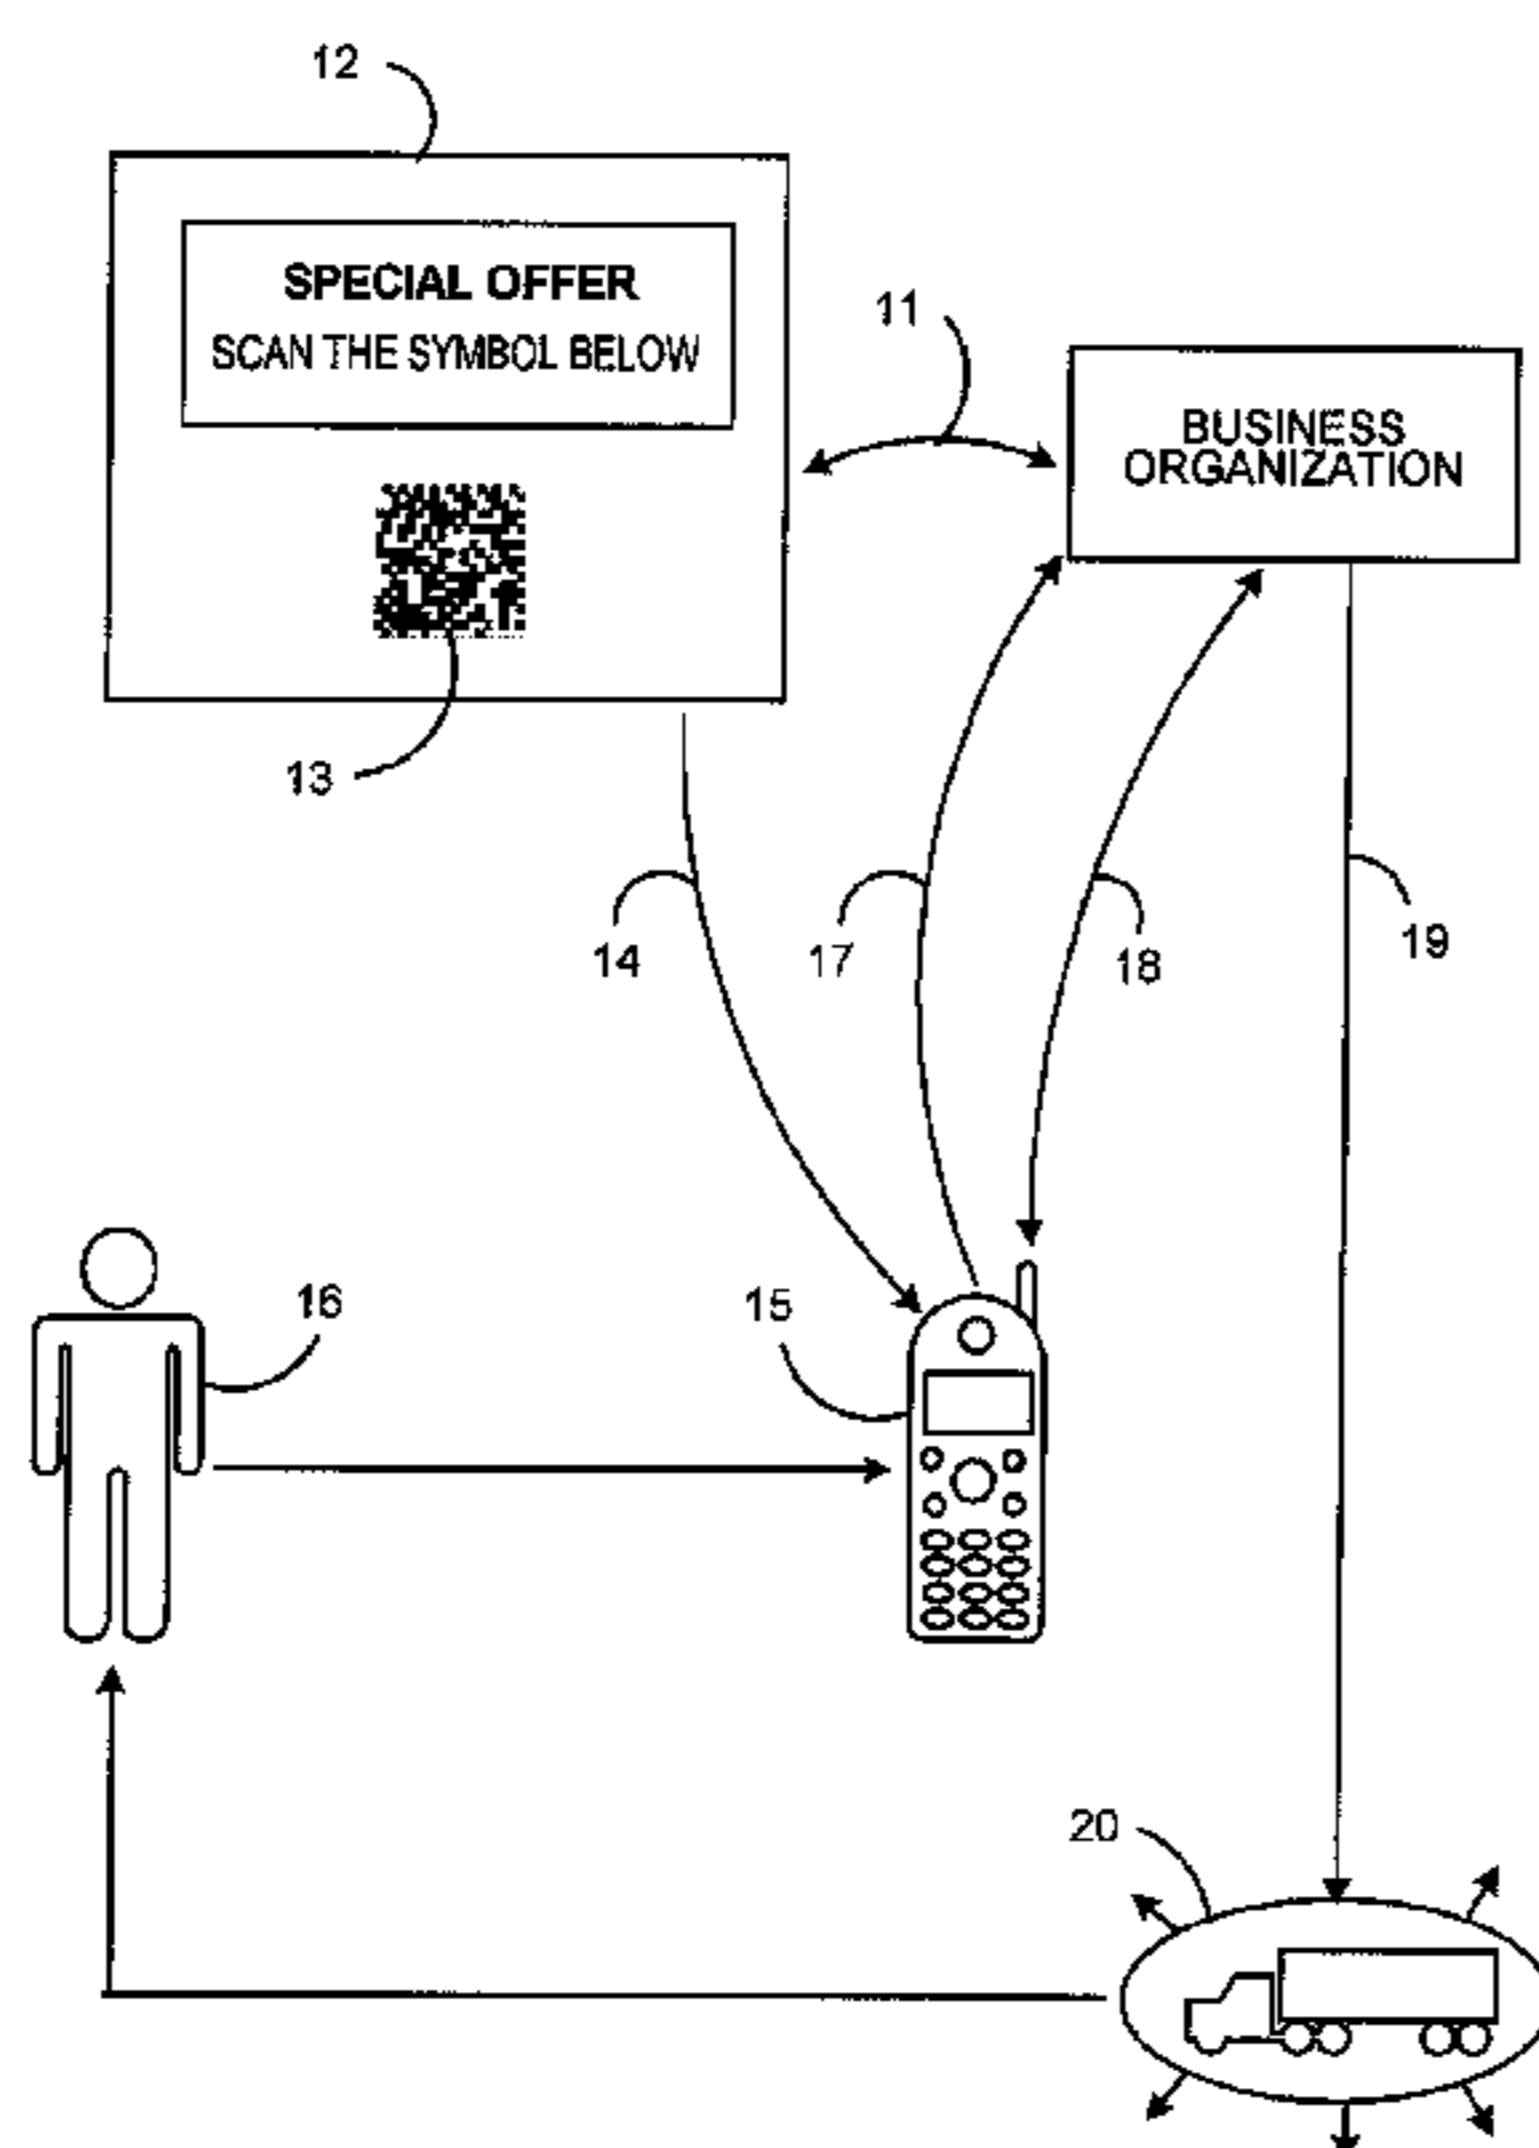 12
SPECIAL OFFER
SCAN THE SYMBOL BELOW
11
BUSINESS
ORGANIZATION
13
14
17
18
19
16
15
20